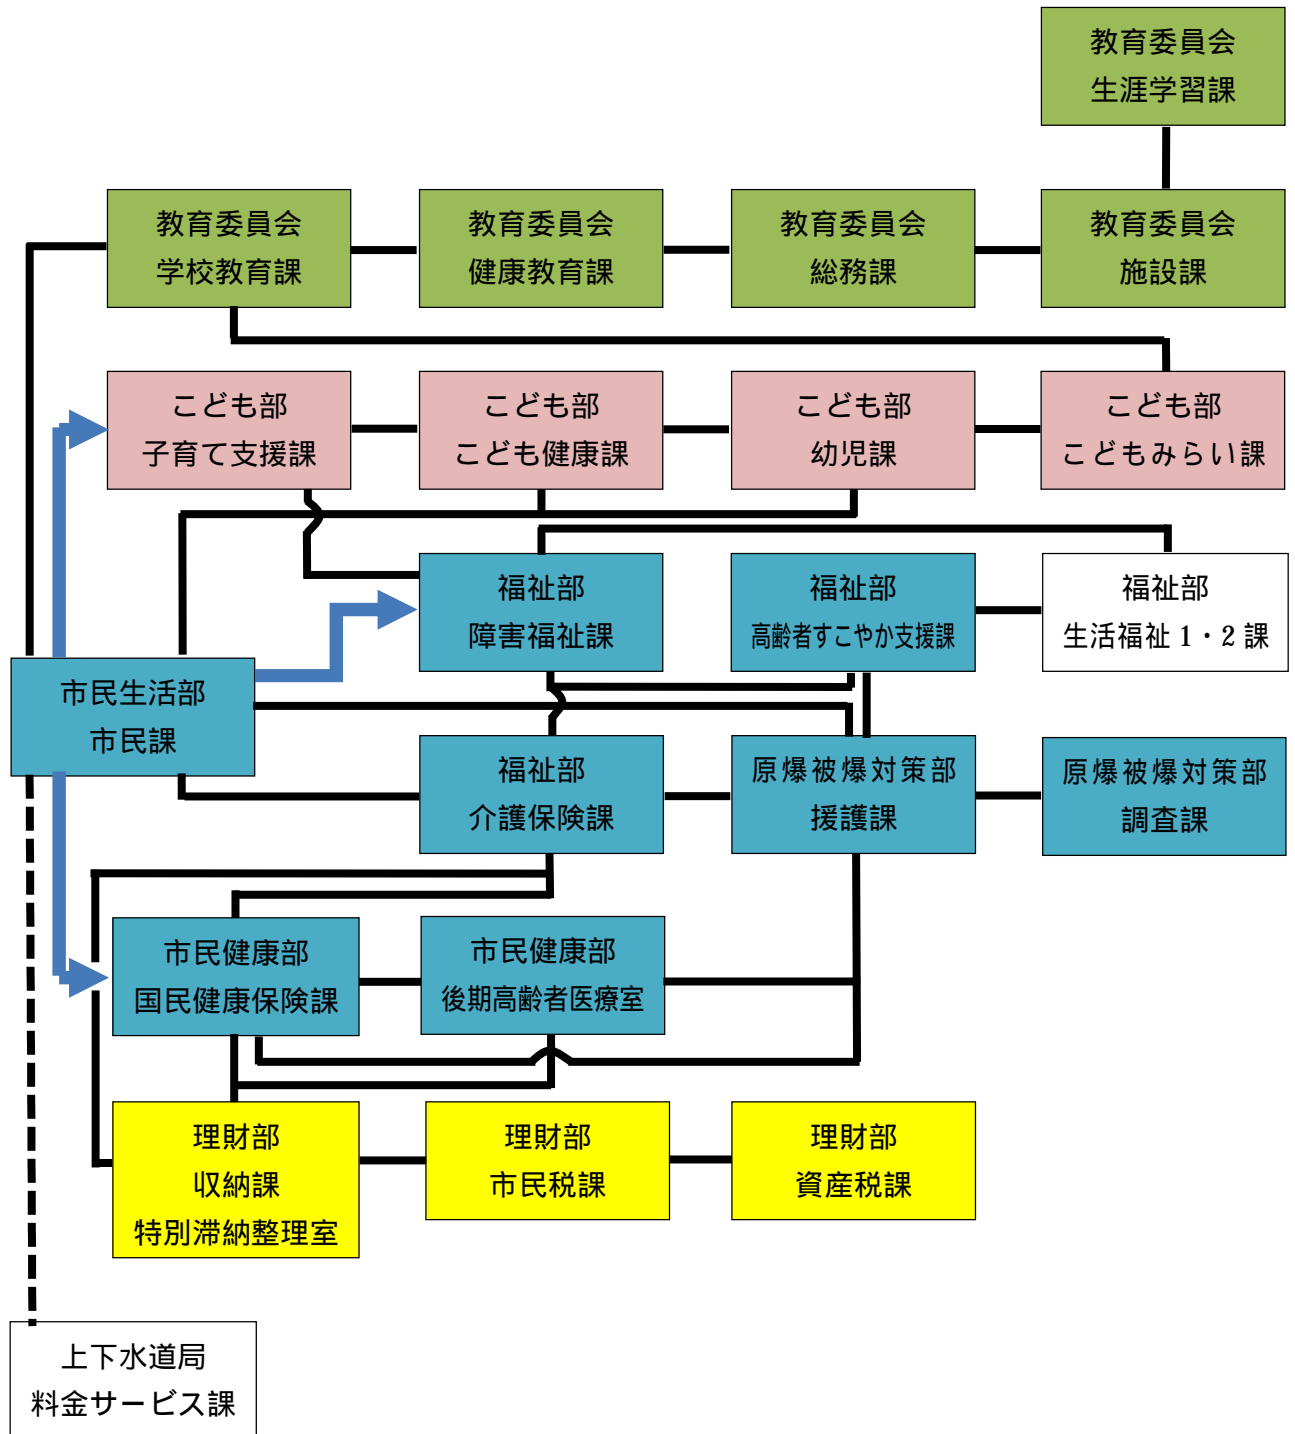 教育委員会
生涯学習課
教育委員会
学校教育課
教育委員会
健康教育課
教育委員会
総務課
教育委員会
施設課
こども部
子育て支援課
こども部
こども健康課
こども部
幼児課
こども部
こどもみらい課
福祉部
障害福祉課
福祉部
高齢者すこやか支援課
福祉部
生活福祉1・2課
市民生活部
市民課
福祉部
介護保険課
原爆被爆対策部
援護課
原爆被爆対策部
調査課
市民健康部
国民健康保険課
市民健康部
後期高齢者医療室
理財部
収納課
特別滞納整理室
理財部
市民税課
理財部
資産税課
上下水道局
料金サービス課